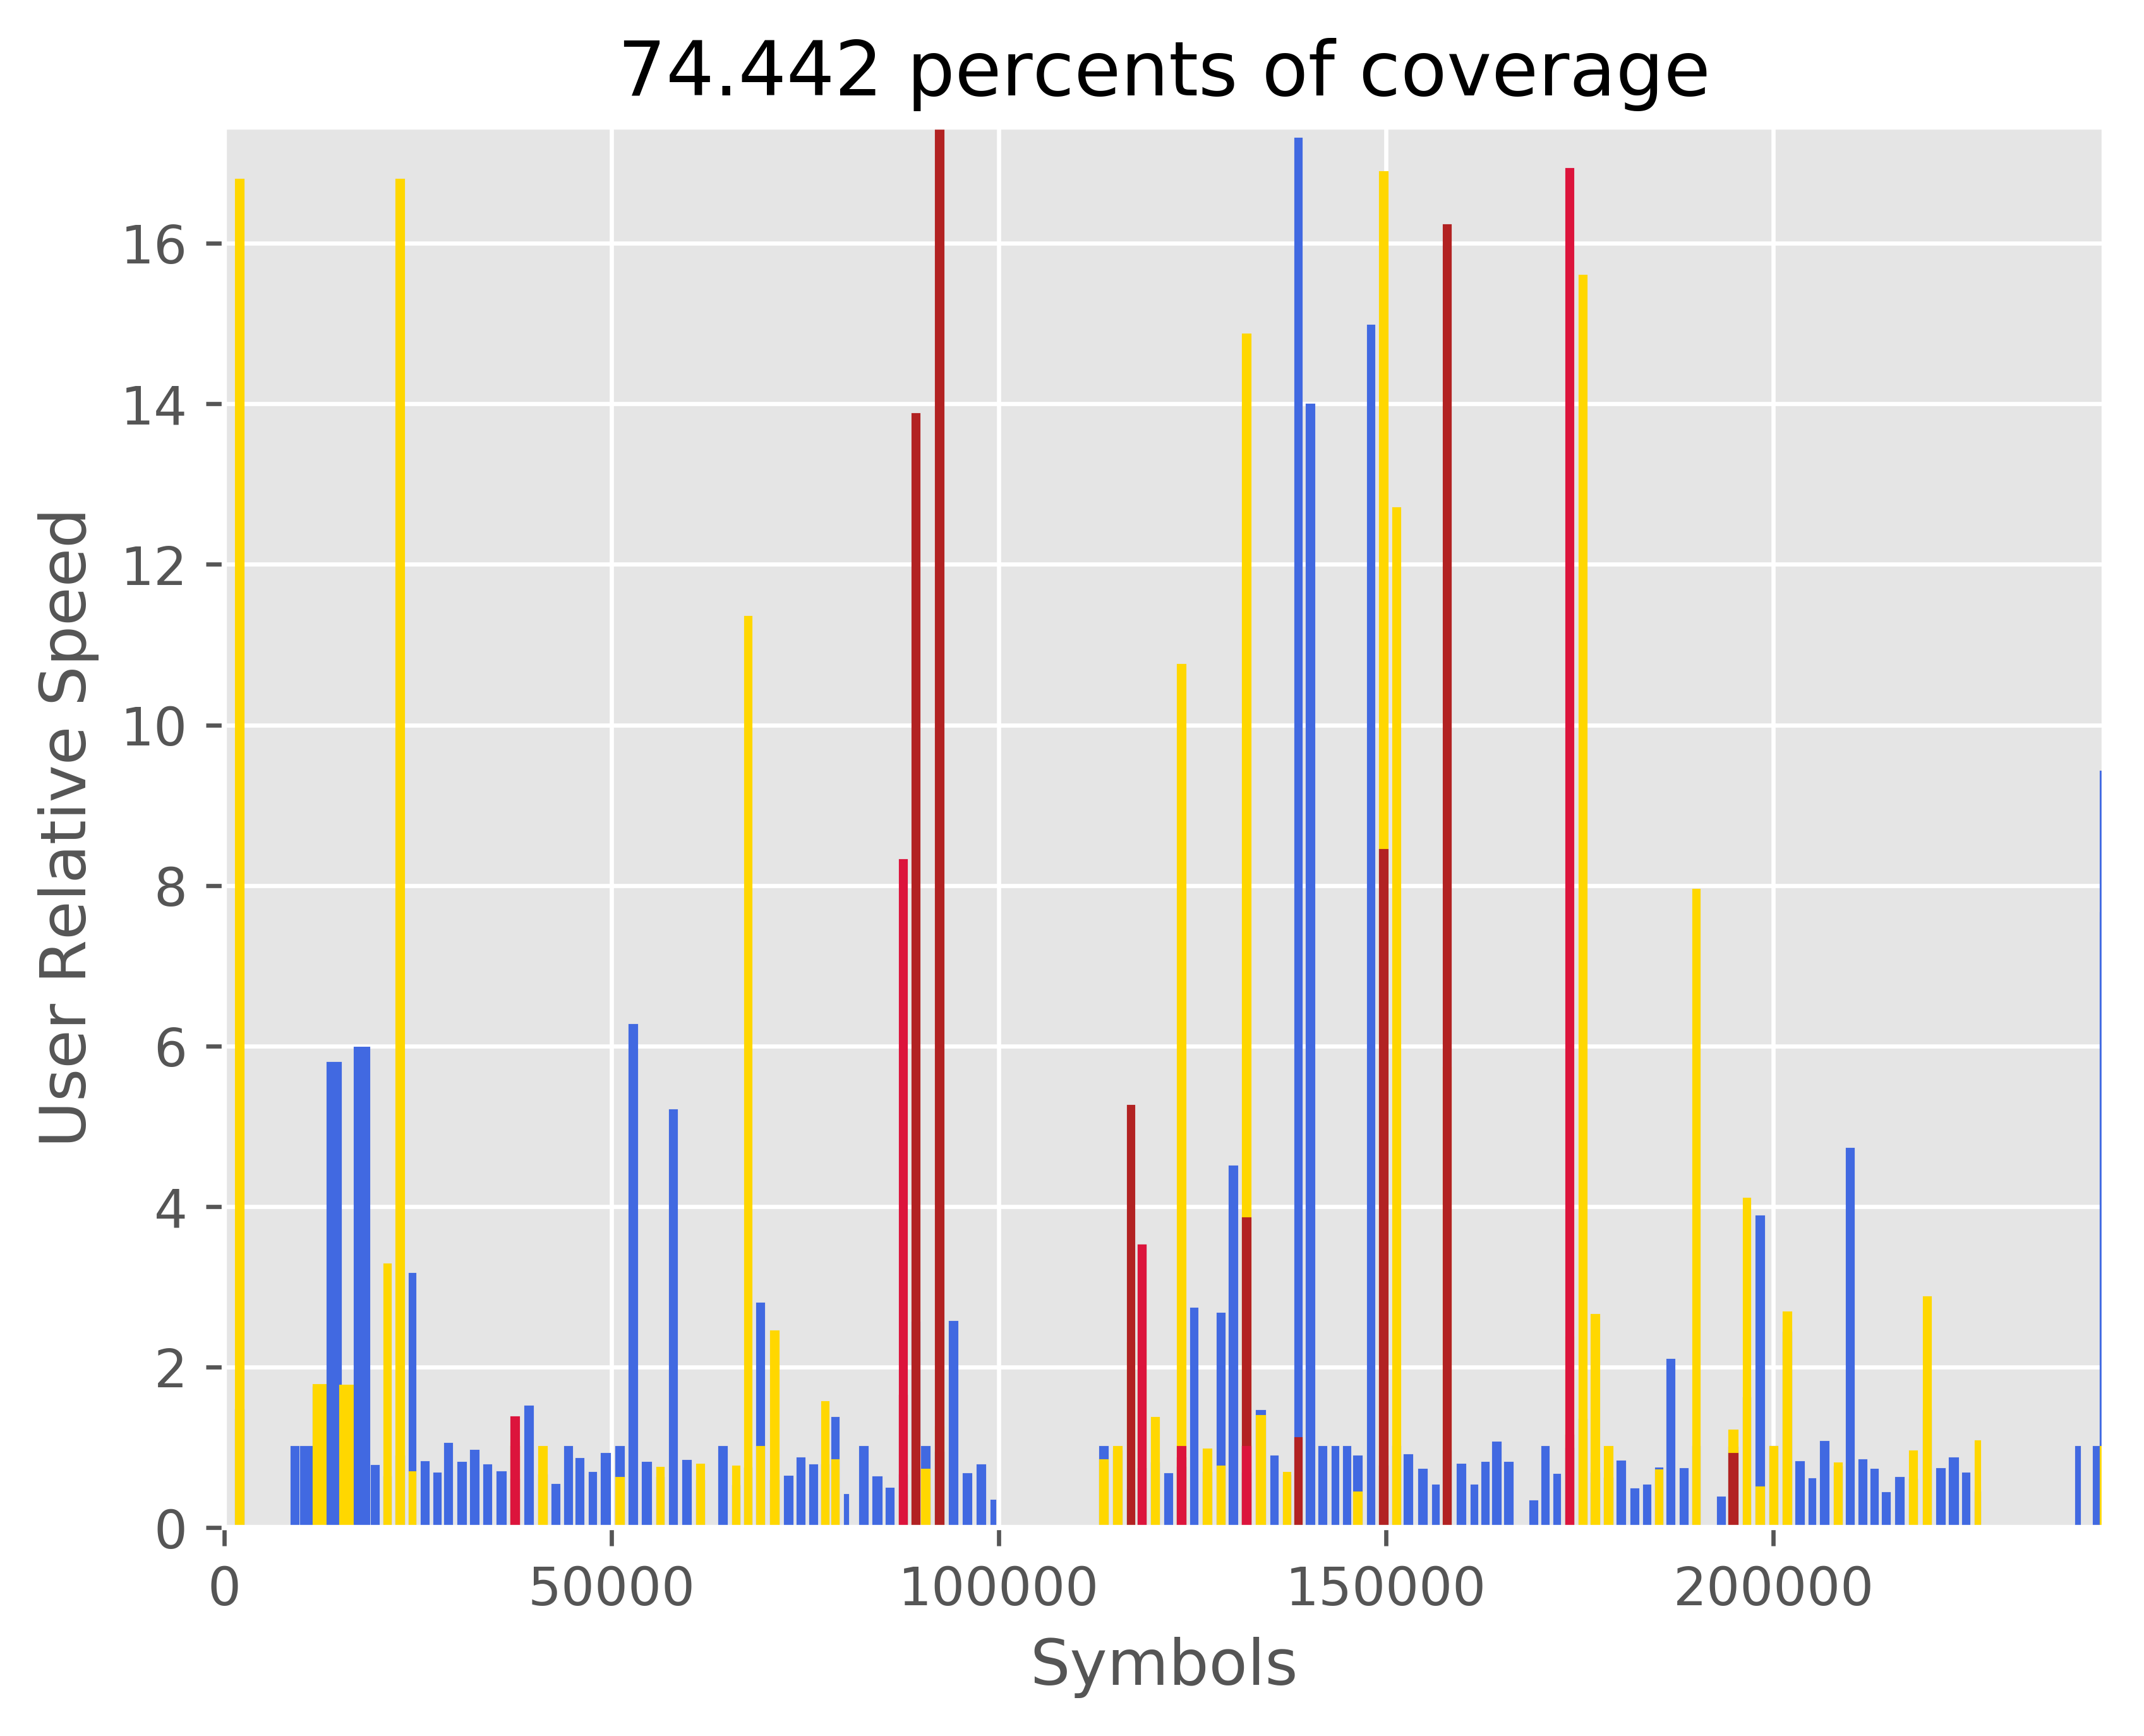 74.442 percents of coverage
User Relative Speed
16
14
12
10
8
6
4
2
0
0 50000 100000 150000 200000
Symbols